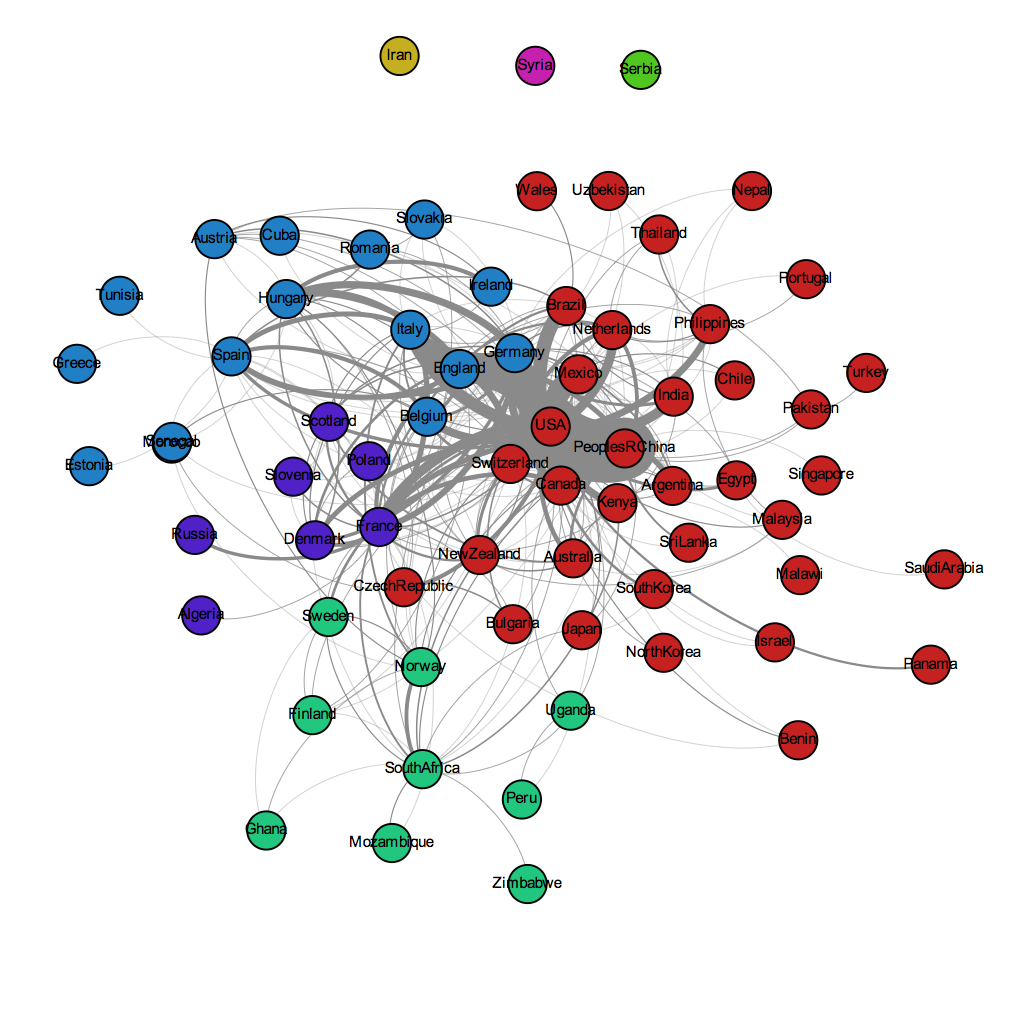 Iran
Syria
Serbia
Wales
Uzbekistan
Nepal
Slovakia
Thailand
Austria
Cuba
Romania
Portugal
Ireland
Tunisia
Hungary
Brazil
Philippines
Italy
Netherlands
Germany
Spain
Greece
England
Mexico
Turkey
Chile
India
Pakistan
Belgium
Scotland
USA
Senegal
Morocco
PeoplesRChina
Estonia
Poland
Switzerland
Slovenia
Singapore
Canada
Argentina
Egypt
Kenya
Malaysia
France
Russia
Denmark
SriLanka
NewZealand
Australia
SaudiArabia
Malawi
CzechRepublic
SouthKorea
Algeria
Sweden
Bulgaria
Japan
Israel
NorthKorea
Norway
Panama
Finland
Uganda
Benin
SouthAfrica
Peru
Ghana
Mozambique
Zimbabwe